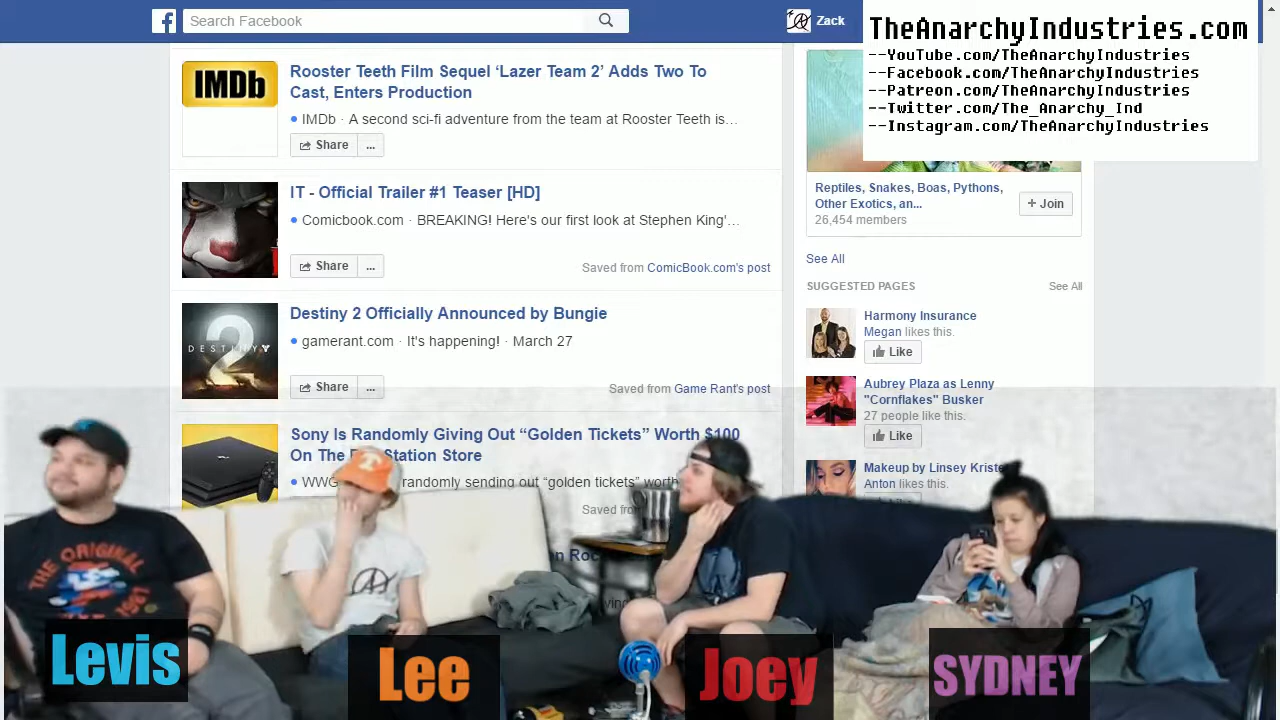 Search Facebook
Zack
TheAnarchyIndustries.com
--YouTube.com/TheAnarchyIndustries
--Facebook.com/TheAnarchyIndustries
--Patreon.com/TheAnarchyIndustries
--Twitter.com/The_Anarchy_Ind
--Instagram.com/TheAnarchyIndustries
IMDb
Rooster Teeth Film Sequel ‘Lazer Team 2’ Adds Two To
Cast, Enters Production
IMDb · A second sci-fi adventure from the team at Rooster Teeth is…
Share ...
IT - Official Trailer #1 Teaser [HD]
Comicbook.com · BREAKING! Here's our first look at Stephen King'…
Share ...
Saved from ComicBook.com's post
DESTINY 2
Destiny 2 Officially Announced by Bungie
gamerant.com · It's happening! · March 27
Share ...
Saved from Game Rant's post
Sony Is Randomly Giving Out “Golden Tickets” Worth $100
On The Station Store
WWG randomly sending out “golden tickets” worth
Saved
Reptiles, Snakes, Boas, Pythons,
Other Exotics, an...
26,454 members
+ Join
See All
SUGGESTED PAGES
See All
Harmony Insurance
Megan likes this.
Like
Aubrey Plaza as Lenny
"Cornflakes" Busker
27 people like this.
Like
Makeup by Linsey
Anton likes this.
THE ORIGINAL
Levis
Lee
Joey
SYDNEY